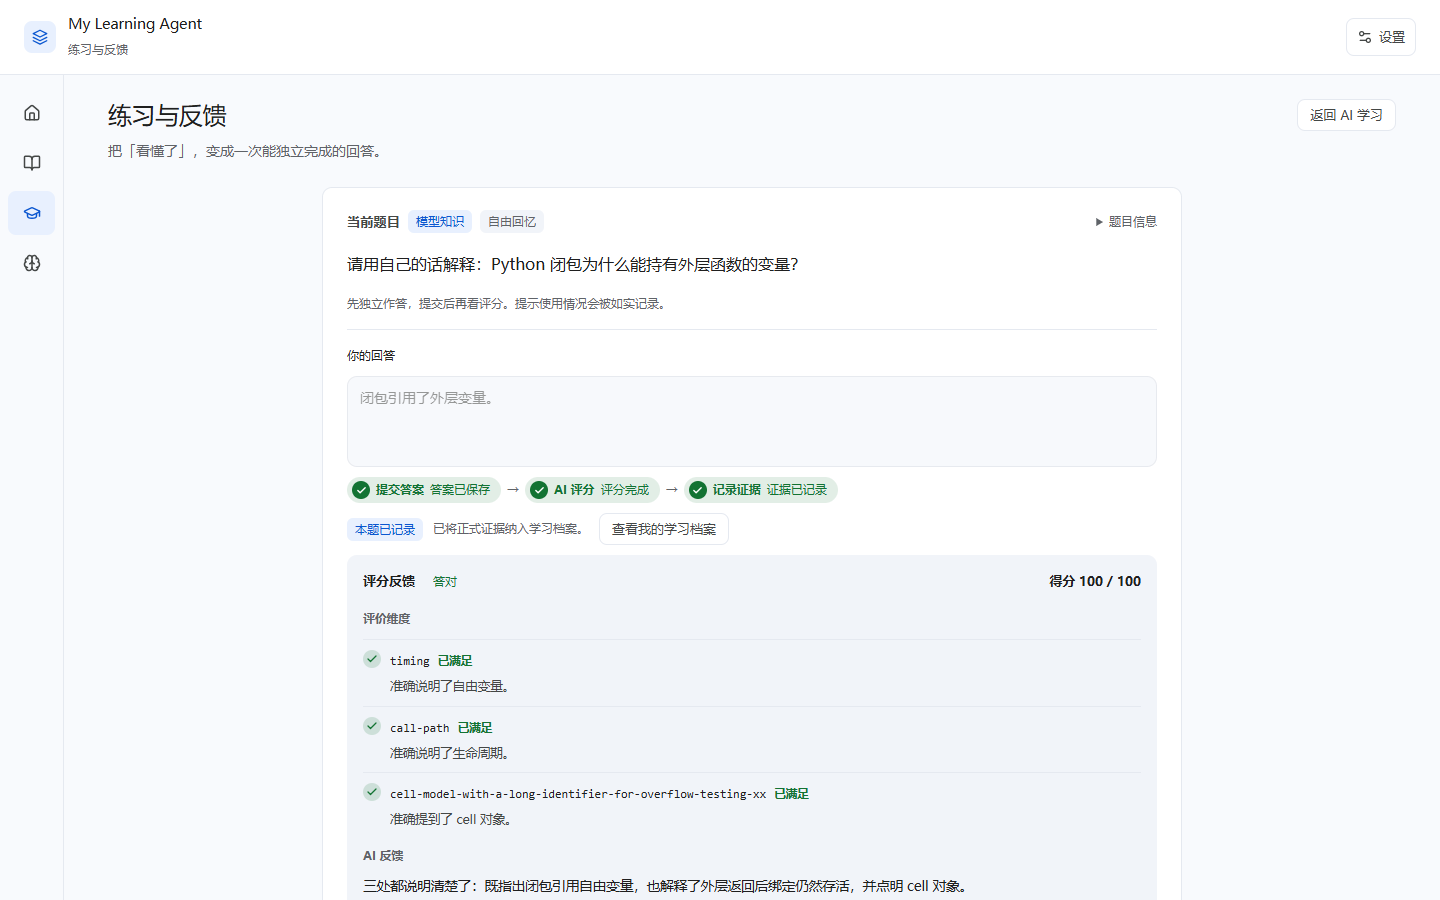 My Learning Agent
练习与反馈
设置
练习与反馈
返回 AI 学习
把「看懂了」，变成一次能独立完成的回答。
当前题目 模型知识 自由回忆
▶ 题目信息
请用自己的话解释：Python 闭包为什么能持有外层函数的变量？
先独立作答，提交后再看评分。提示使用情况会被如实记录。
你的回答
闭包引用了外层变量。
提交答案 答案已保存 → AI 评分 评分完成 → 记录证据 证据已记录
本题已记录 已将正式证据纳入学习档案。 查看我的学习档案
评分反馈 答对
得分 100 / 100
评价维度
timing 已满足
准确说明了自由变量。
call-path 已满足
准确说明了生命周期。
cell-model-with-a-long-identifier-for-overflow-testing-xx 已满足
准确提到了 cell 对象。
AI 反馈
三处都说明清楚了：既指出闭包引用自由变量，也解释了外层返回后绑定仍然存活，并点明 cell 对象。